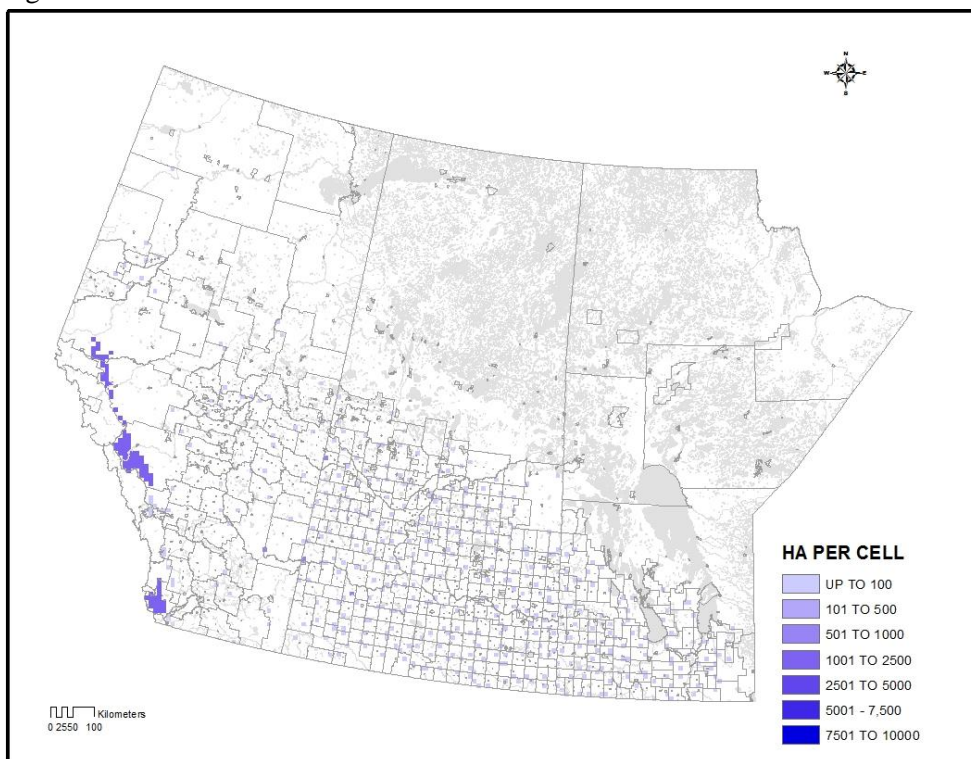 N
W E
S
HA PER CELL
UP TO 100
101 TO 500
501 TO 1000
1001 TO 2500
2501 TO 5000
5001 - 7,500
7501 TO 10000
Kilometers
0 2550 100